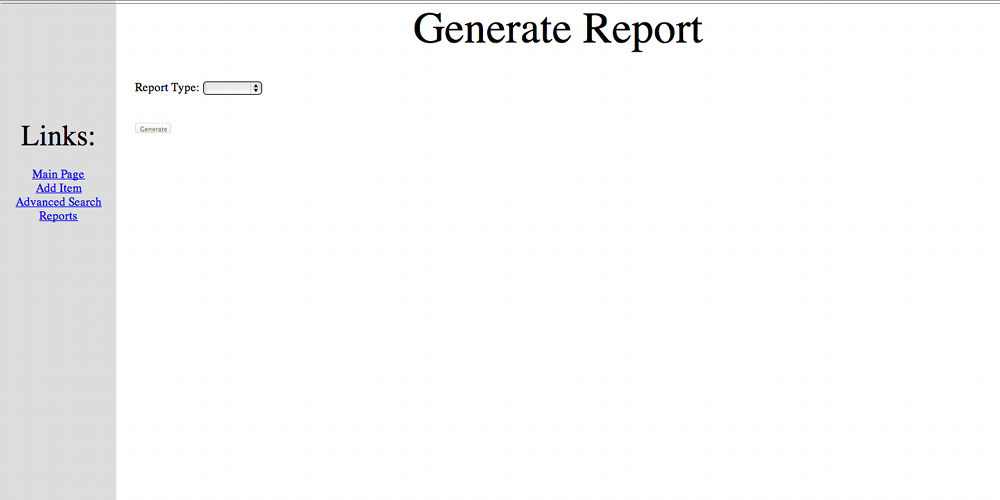 Generate Report
Report Type:
Generate
Links:
Main Page
Add Item
Advanced Search
Reports